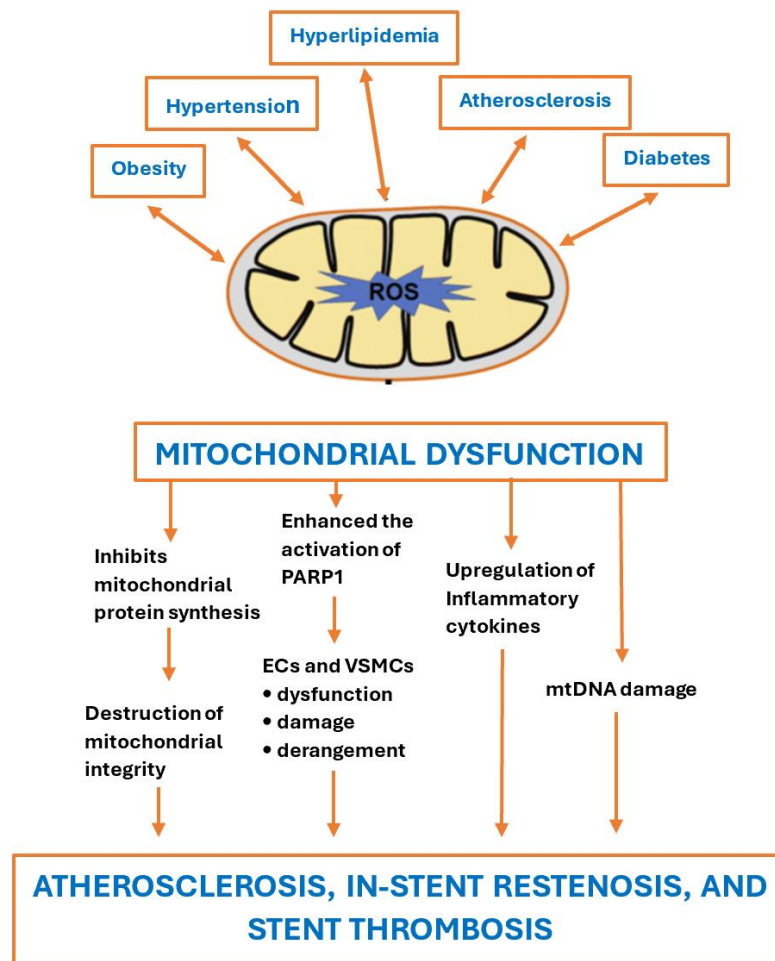 Hyperlipidemia
Hypertension
Atherosclerosis
Obesity
Diabetes
ROS
MITOCHONDRIAL DYSFUNCTION
Inhibits
mitochondrial
protein synthesis
Destruction of
mitochondrial
integrity
Enhanced the
activation of
PARP1
ECs and VSMCs
• dysfunction
• damage
• derangement
Upregulation of
Inflammatory
cytokines
mtDNA damage
ATHEROSCLEROSIS, IN-STENT RESTENOSIS, AND
STENT THROMBOSIS